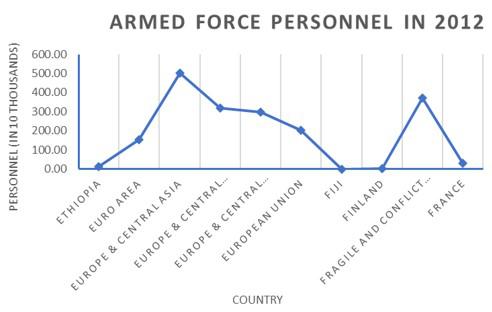 ARMED FORCE PERSONNEL IN 2012
PERSONNEL (IN 10 THOUSANDS)
600.00
500.00
400.00
300.00
200.00
100.00
0.00
ETHIOPIA
EURO AREA
EUROPE & CENTRAL ASIA
EUROPE & CENTRAL...
EUROPE & CENTRAL...
EUROPEAN UNION
FIJI
FINLAND
FRAGILE AND CONFLICT...
FRANCE
COUNTRY